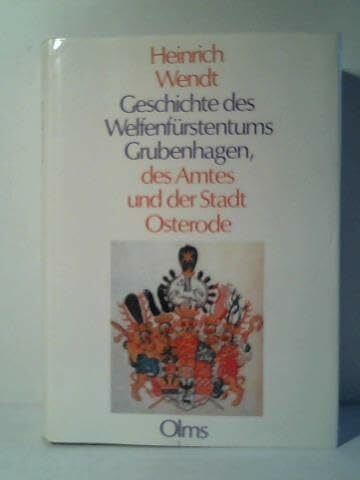 Heinrich
Wendt
Geschichte des
Welfenfürstentums
Grubenhagen,
des Amtes
und der Stadt
Osterode
Olms